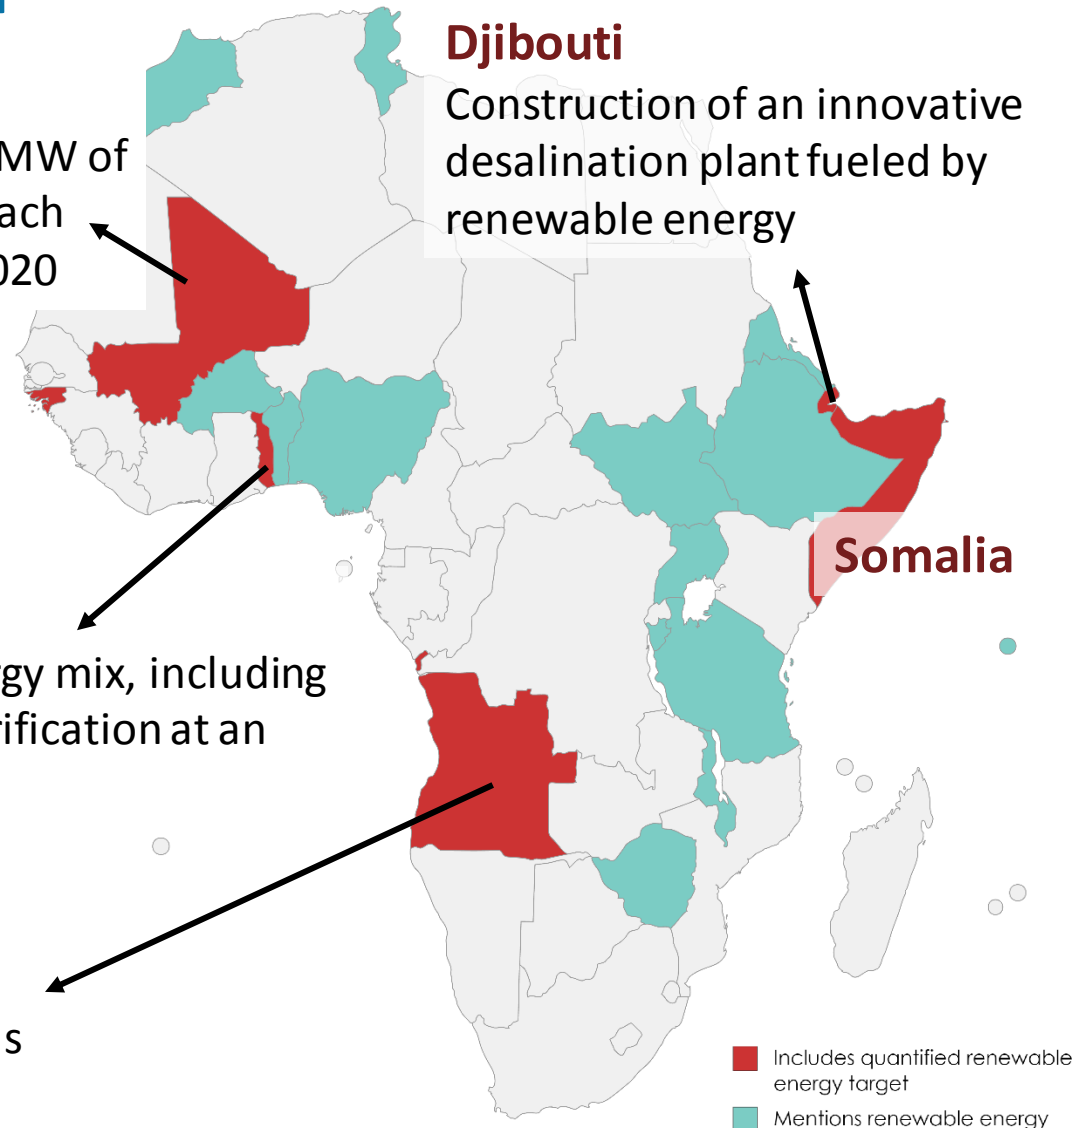 Djibouti
Construction of an innovative
desalination plant fueled by
renewable energy
MW of
ach
020
Somalia
gy mix, including
rification at an
s
Includes quantified renewable
energy target
Mentions renewable energy